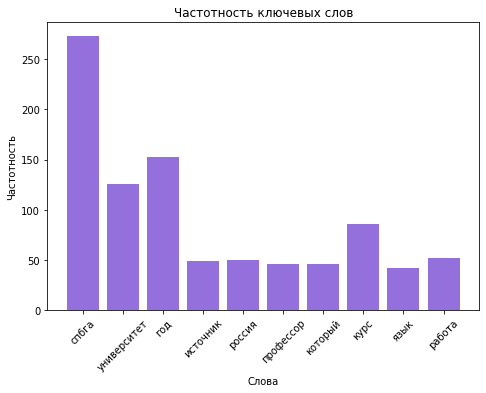 Частотность ключевых слов
Частотность
250
200
150
100
50
0
спбга
университет
год
источник
россия
профессор
который
курс
язык
работа
Слова